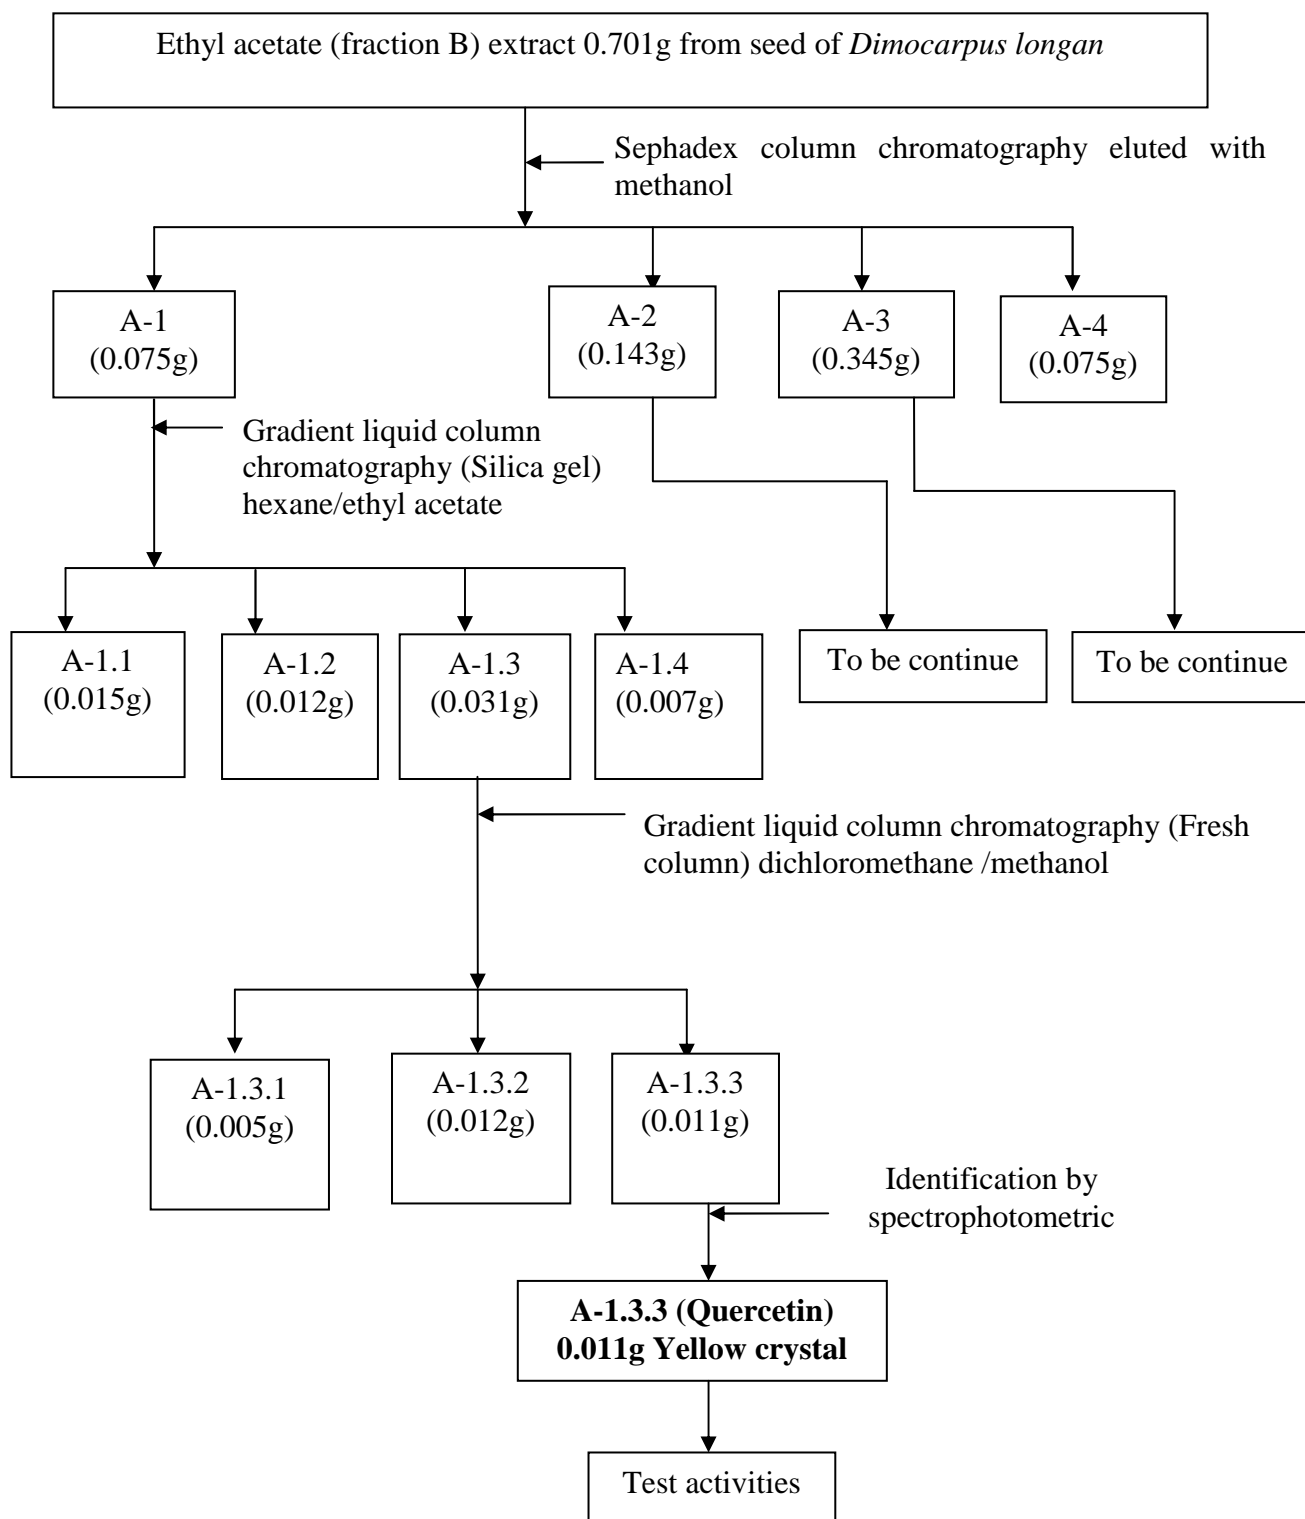 Ethyl acetate (fraction B) extract 0.701g from seed of Dimocarpus longan
Sephadex column chromatography eluted with
methanol
A-1
(0.075g)
A-2
(0.143g)
A-3
(0.345g)
A-4
(0.075g)
Gradient liquid column
chromatography (Silica gel)
hexane/ethyl acetate
A-1.1
(0.015g)
A-1.2
(0.012g)
A-1.3
(0.031g)
A-1.4
(0.007g)
To be continue
To be continue
Gradient liquid column chromatography (Fresh
column) dichloromethane /methanol
A-1.3.1
(0.005g)
A-1.3.2
(0.012g)
A-1.3.3
(0.011g)
Identification by
spectrophotometric
A-1.3.3 (Quercetin)
0.011g Yellow crystal
Test activities